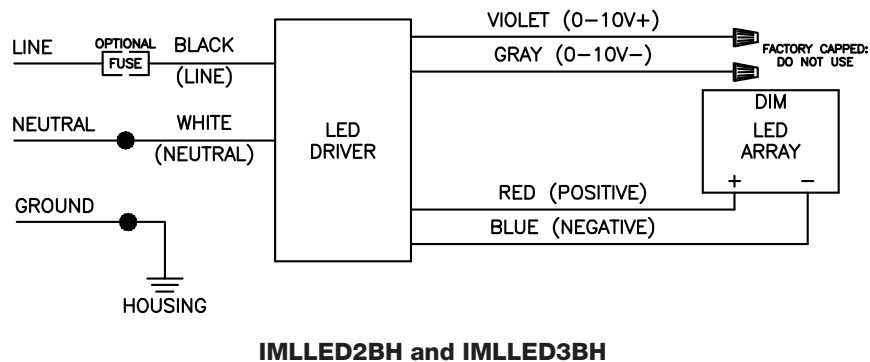 VIOLET (0-10V+)
GRAY (0-10V-)
FACTORY CAPPED:
DO NOT USE
LINE
OPTIONAL
FUSE
BLACK
(LINE)
NEUTRAL
WHITE
(NEUTRAL)
LED
DRIVER
DIM
LED
ARRAY
+ -
RED (POSITIVE)
BLUE (NEGATIVE)
GROUND
HOUSING
IMLLED2BH and IMLLED3BH